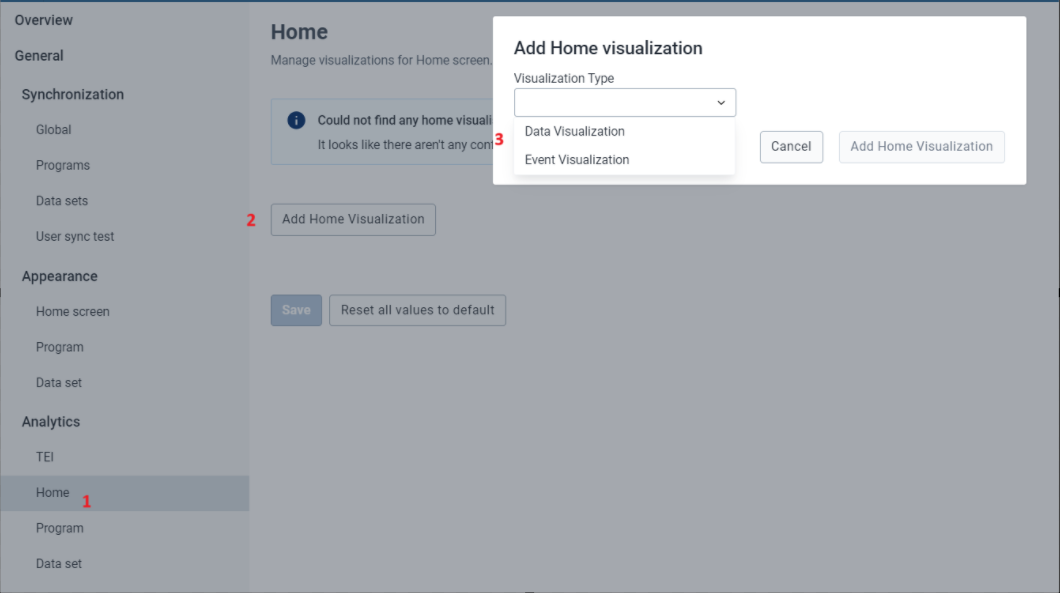 Overview
General
Synchronization
Global
Programs
Data sets
User sync test
Appearance
Home screen
Program
Data set
Analytics
TEI
Home
1
Program
Data set
Home
Manage visualizations for Home screen.
Could not find any home visuali
It looks like there aren't any con
2 Add Home Visualization
Save Reset all values to default
Add Home visualization
Visualization Type
3
Data Visualization
Event Visualization
Cancel Add Home Visualization